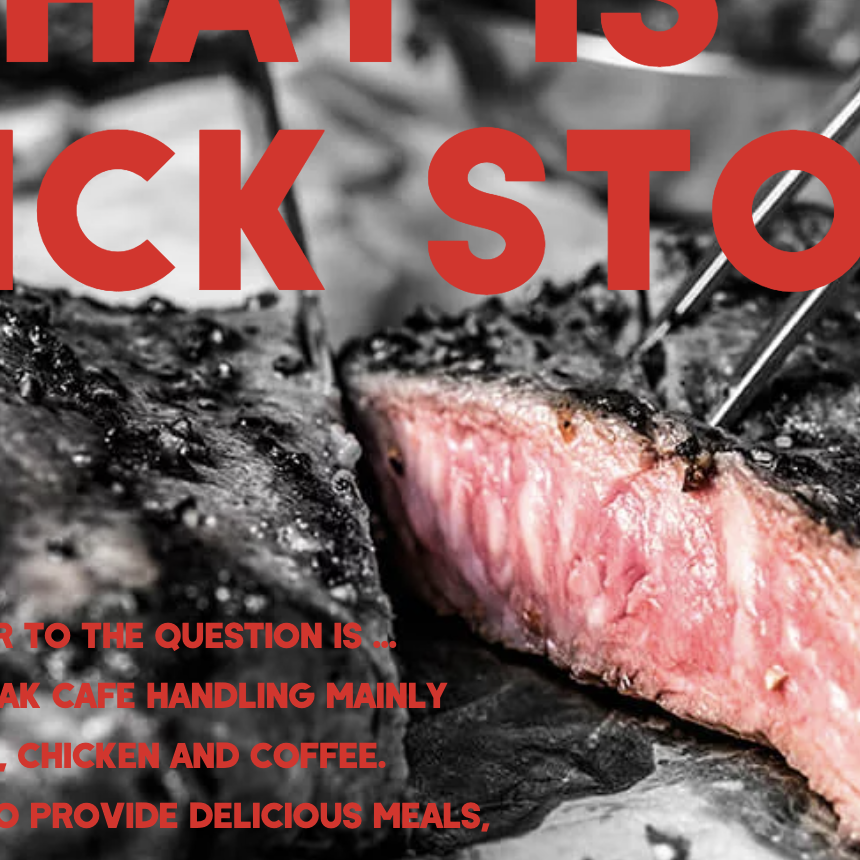 HAT IS
ICK STO
R TO THE QUESTION IS ...
AK CAFE HANDLING MAINLY
, CHICKEN AND COFFEE.
O PROVIDE DELICIOUS MEALS,